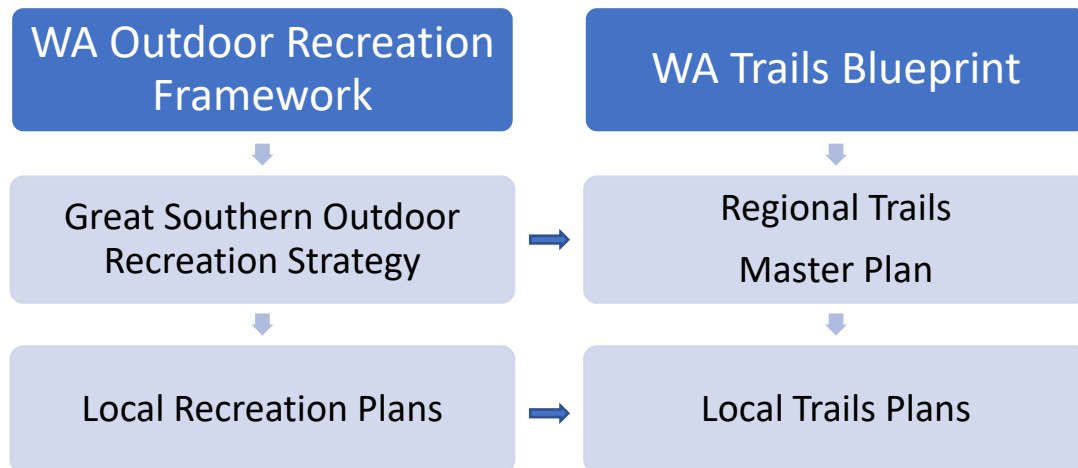 WA Outdoor Recreation
Framework
WA Trails Blueprint
Great Southern Outdoor
Recreation Strategy
Regional Trails
Master Plan
Local Recreation Plans
Local Trails Plans